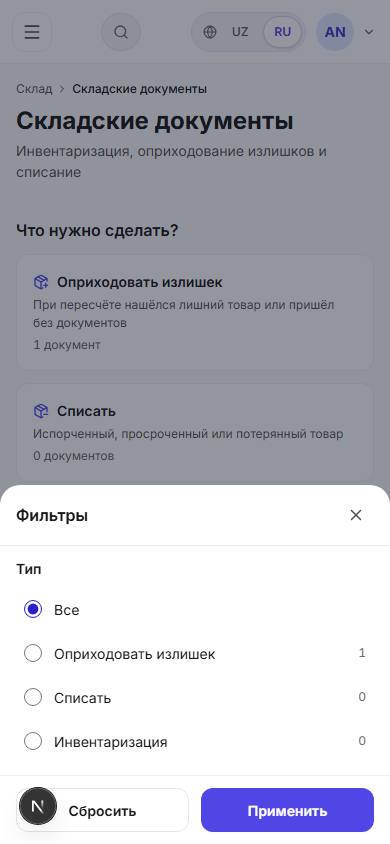 UZ
RU
AN
Склад
Складские документы
Складские документы
Инвентаризация, оприходование излишков и
списание
Что нужно сделать?
Оприходовать излишек
При пересчёте нашёлся лишний товар или пришёл
без документов
1 документ
Списать
Испорченный, просроченный или потерянный товар
0 документов
Фильтры
Тип
Все
Оприходовать излишек 1
Списать 0
Инвентаризация 0
N
Сбросить
Применить